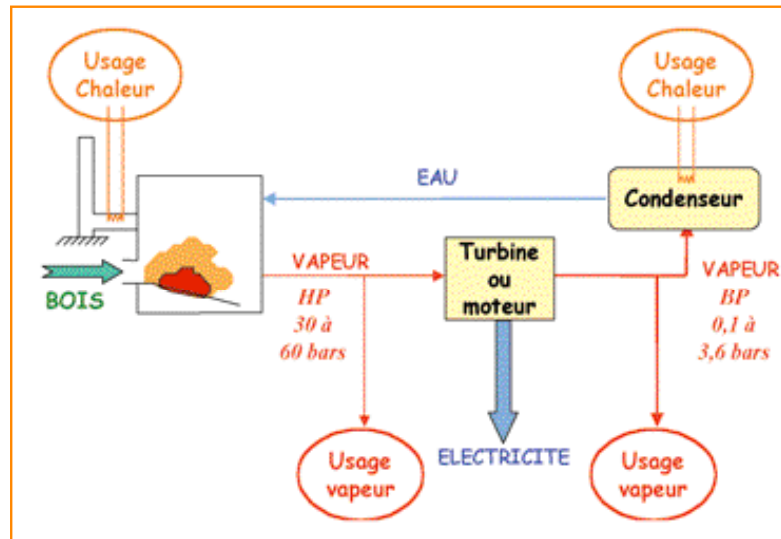 Usage
Chaleur
Usage
Chaleur
EAU
Condenseur
BOIS
VAPEUR
HP
30 à
60 bars
Turbine
ou
moteur
VAPEUR
BP
0,1 à
3,6 bars
Usage
vapeur
ELECTRICITE
Usage
vapeur